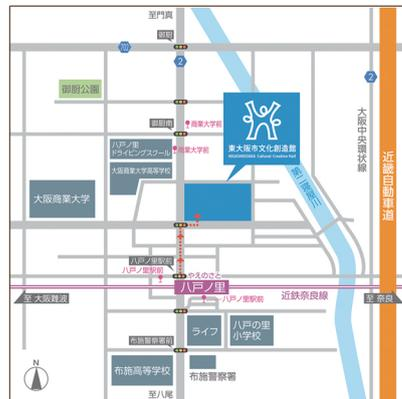 至門真
御厨
702
2
2
御厨公園
御厨南
商業大学前
八戸ノ里
ドライビングスクール
商業大学前
大阪商業大学高等学校
大阪商業大学
東大阪市文化創造館
HIGASHIOSAKA Cultural Creative Hall
第二寝屋川
大阪中央環状線
近畿自動車道
八戸ノ里駅前
八戸ノ里駅前
やえのさと
八戸ノ里
八戸ノ里駅前
近鉄奈良線
至 大阪難波
至 奈良
ライフ
八戸の里
小学校
布施警察署前
布施高等学校
布施警察署
N
至八尾